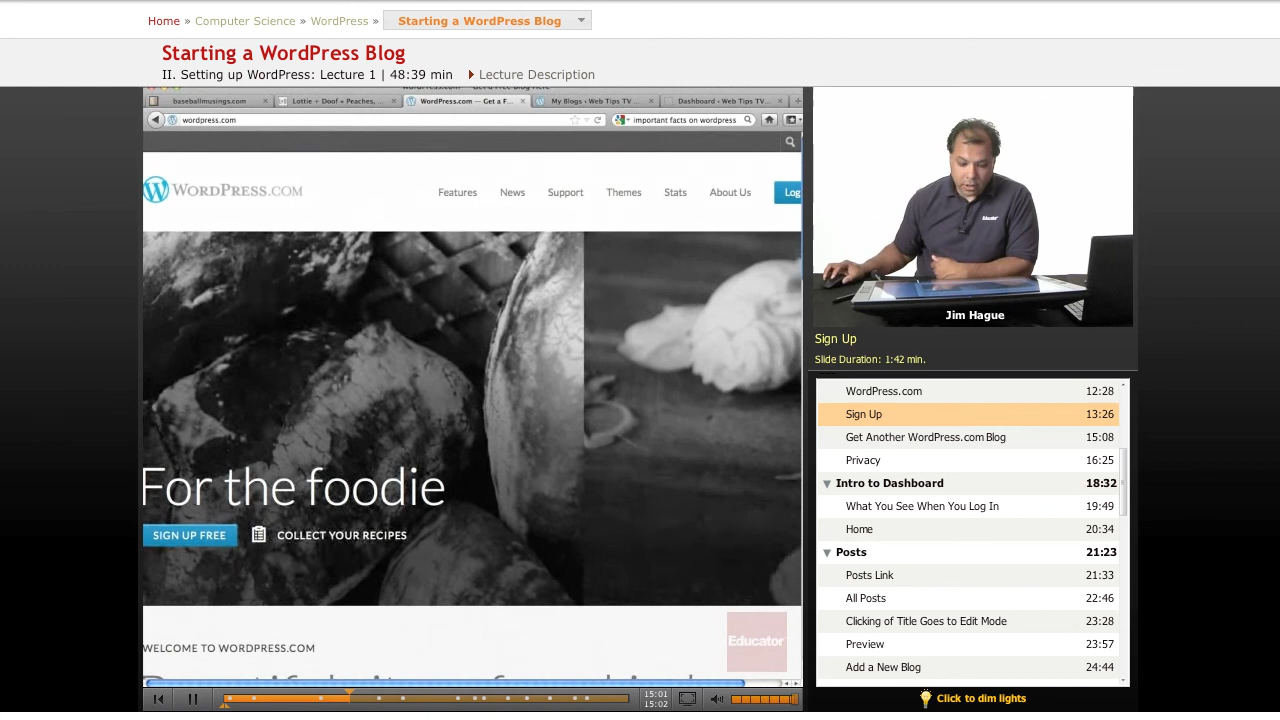 Home » Computer Science » WordPress » Starting a WordPress Blog
Starting a WordPress Blog
II. Setting up WordPress: Lecture 1 | 48:39 min Lecture Description
baseballmusings.com
Lottie + Doof + Peaches, ...
WordPress.com — Get a F...
My Blogs ‹ Web Tips TV ...
Dashboard ‹ Web Tips TV...
wordpress.com
important facts on wordpress
WORDPRESS.COM
Features News Support Themes Stats About Us Log
For the foodie
SIGN UP FREE COLLECT YOUR RECIPES
WELCOME TO WORDPRESS.COM
Educator
15:01
15:02
Jim Hague
Sign Up
Slide Duration: 1:42 min.
WordPress.com 12:28
Sign Up 13:26
Get Another WordPress.com Blog 15:08
Privacy 16:25
Intro to Dashboard 18:32
What You See When You Log In 19:49
Home 20:34
Posts 21:23
Posts Link 21:33
All Posts 22:46
Clicking of Title Goes to Edit Mode 23:28
Preview 23:57
Add a New Blog 24:44
Click to dim lights